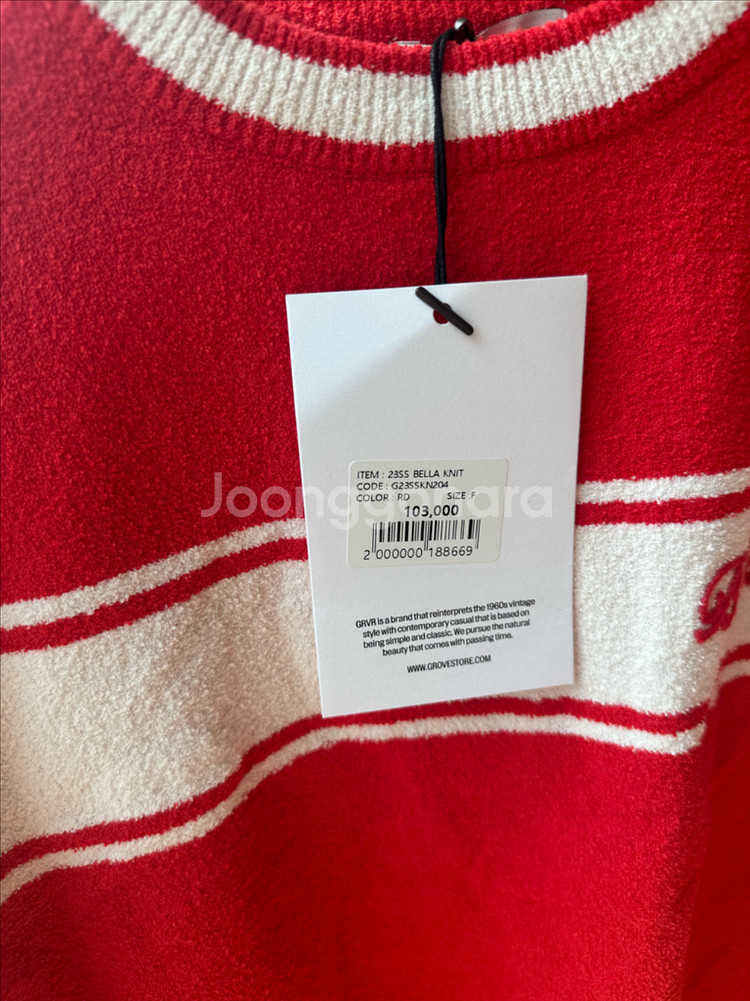 ITEM : 23SS BELLA KNIT
CODE : G23SSKN204
COLOR : RD SIZE :F
103,000
2 000000 188669
Joonggonara
GRVR is a brand that reinterprets the 1960s vintage
style with contemporary casual that is based on
being simple and classic. We pursue the natural
beauty that comes with passing time.
WWW.GROVESTORE.COM